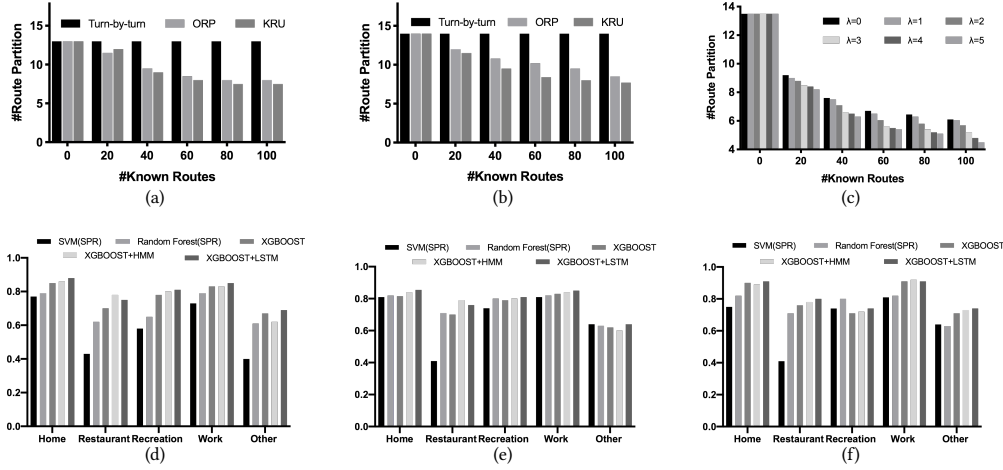 Turn-by-turn ORP KRU
#Route Partition
15
10
5
0
0 20 40 60 80 100
#Known Routes
(a)
Turn-by-turn ORP KRU
#Route Partition
15
10
5
0
0 20 40 60 80 100
#Known Routes
(b)
λ=0 λ=1 λ=2
λ=3 λ=4 λ=5
#Route Partition
14
12
10
8
6
4
0 20 40 60 80 100
#Known Routes
(c)
SVM(SPR) Random Forest(SPR) XGBOOST
XGBOOST+HMM XGBOOST+LSTM
1.0
0.8
0.6
0.4
0.2
0.0
Home Restaurant Recreation Work Other
(d)
SVM(SPR) Random Forest(SPR) XGBOOST
XGBOOST+HMM XGBOOST+LSTM
1.0
0.8
0.6
0.4
0.2
0.0
Home Restaurant Recreation Work Other
(e)
SVM(SPR) Random Forest(SPR) XGBOOST
XGBOOST+HMM XGBOOST+LSTM
1.0
0.8
0.6
0.4
0.2
0.0
Home Restaurant Recreation Work Other
(f)